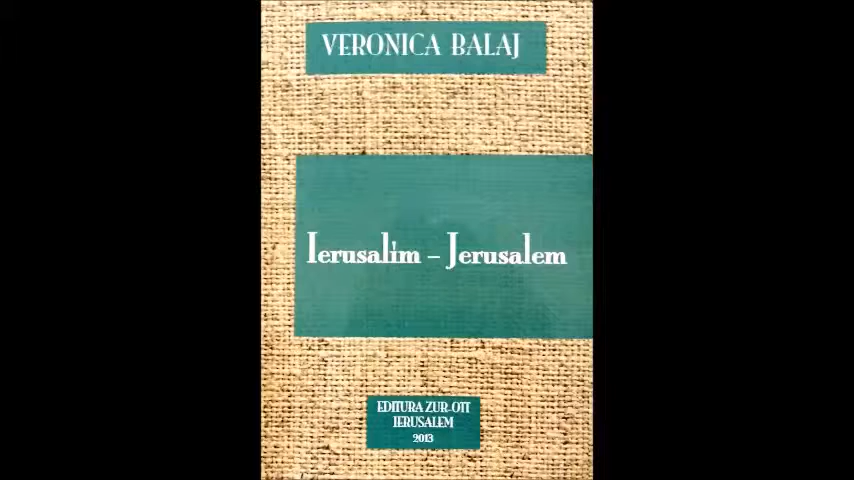 VERONICA BALAJ
Ierusalim – Jerusalem
EDITURA ZUR-OTT
IERUSALEM
2013